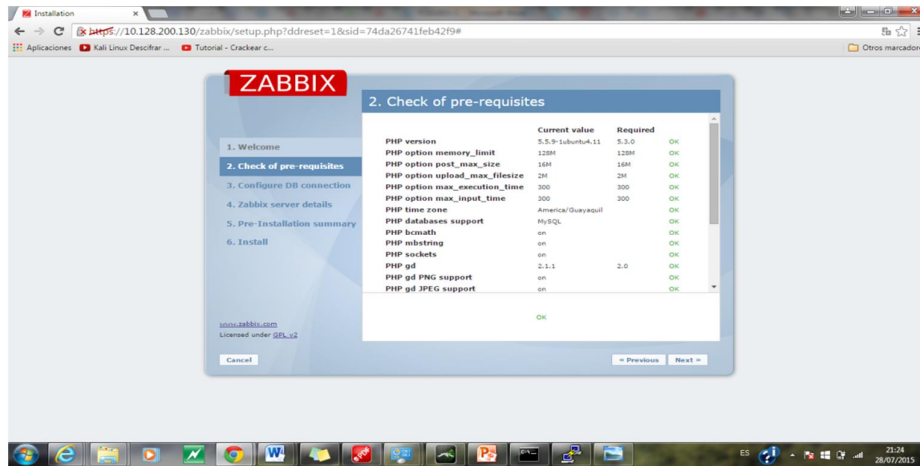 Installation
https://10.128.200.130/zabbix/setup.php?ddreset=1&sid=74da26741feb42f9#
Aplicaciones Kali Linux Descifrar ... Tutorial - Crackear c... Otros marcador
ZABBIX
2. Check of pre-requisites
1. Welcome
2. Check of pre-requisites
3. Configure DB connection
4. Zabbix server details
5. Pre-Installation summary
6. Install
Current value Required
PHP version 5.5.9-1ubuntu4.11 5.3.0 OK
PHP option memory_limit 128M 128M OK
PHP option post_max_size 16M 16M OK
PHP option upload_max_filesize 2M 2M OK
PHP option max_execution_time 300 300 OK
PHP option max_input_time 300 300 OK
PHP time zone America/Guayaquil OK
PHP databases support MySQL OK
PHP bcmath on OK
PHP mbstring on OK
PHP sockets on OK
PHP gd 2.1.1 2.0 OK
PHP gd PNG support on OK
PHP gd JPEG support on OK
OK
www.zabbix.com
Licensed under GPL v2
Cancel « Previous Next »
ES 21:24
28/07/2015